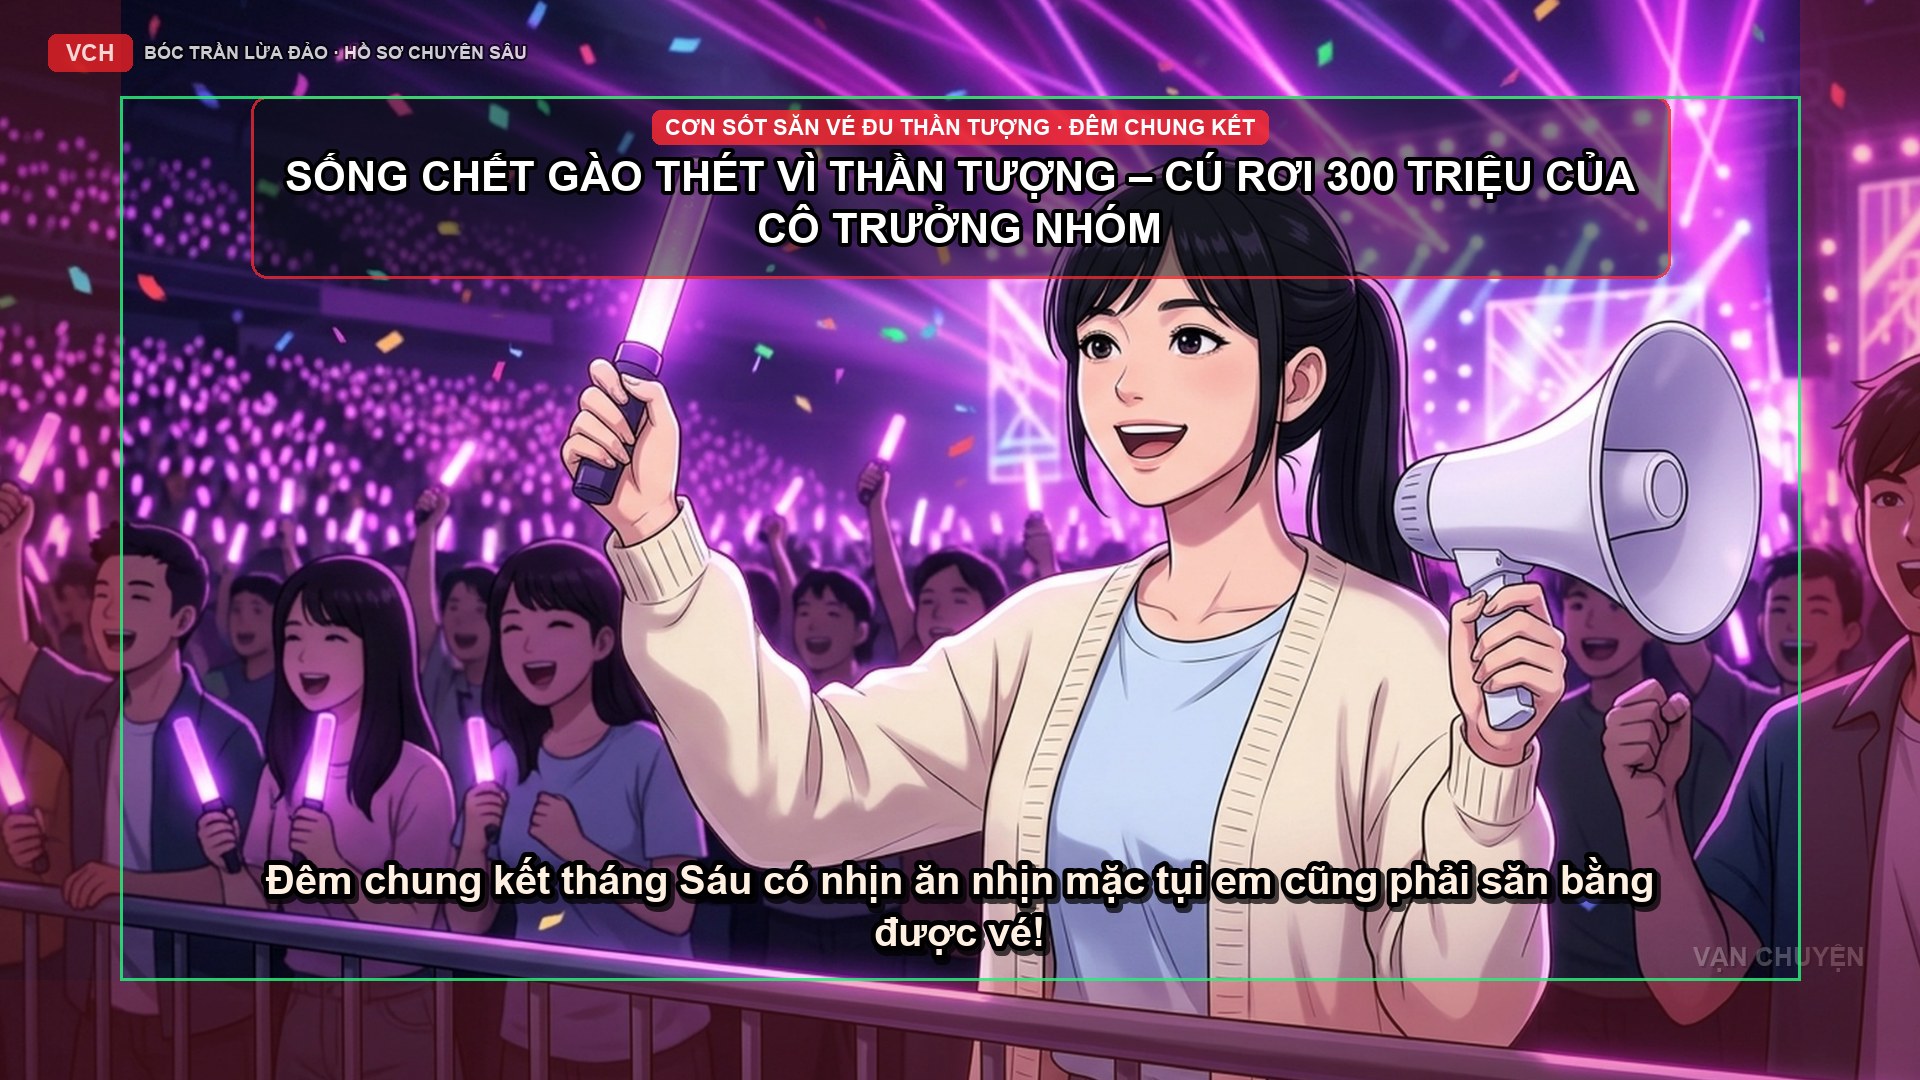 VCH BÓC TRẦN LỪA ĐẢO · HỒ SƠ CHUYÊN SÂU
CƠN SỐT SĂN VÉ ĐU THẦN TƯỢNG · ĐÊM CHUNG KẾT
SỐNG CHẾT GÀO THÉT VÌ THẦN TƯỢNG – CÚ RƠI 300 TRIỆU CỦA
CÔ TRƯỞNG NHÓM
Đêm chung kết tháng Sáu có nhịn ăn nhịn mặc tụi em cũng phải săn bằng
được vé!
VẠN CHUYỆN